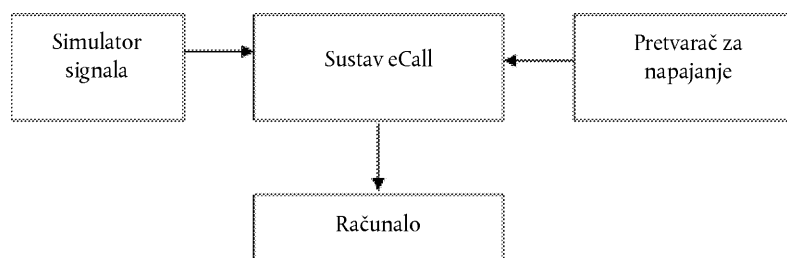 Simulator
signala
Sustav eCall
Pretvarač za
napajanje
Računalo